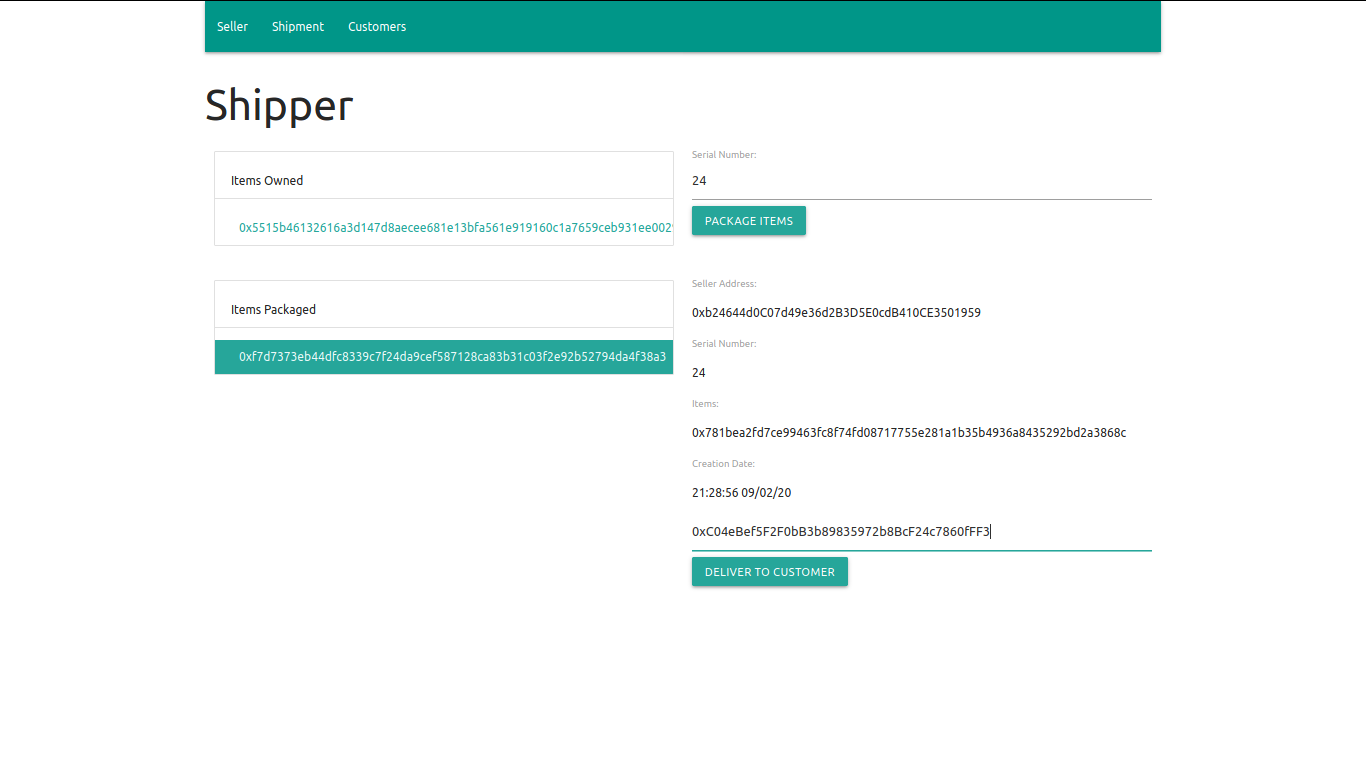 Seller Shipment Customers
Shipper
Items Owned
0x5515b46132616a3d147d8aecee681e13bfa561e919160c1a7659ceb931ee002
Serial Number:
24
PACKAGE ITEMS
Items Packaged
0xf7d7373eb44dfc8339c7f24da9cef587128ca83b31c03f2e92b52794da4f38a3
Seller Address:
0xb24644d0C07d49e36d2B3D5E0cdB410CE3501959
Serial Number:
24
Items:
0x781bea2fd7ce99463fc8f74fd08717755e281a1b35b4936a8435292bd2a3868c
Creation Date:
21:28:56 09/02/20
0xC04eBef5F2F0bB3b89835972b8BcF24c7860fFF3
DELIVER TO CUSTOMER